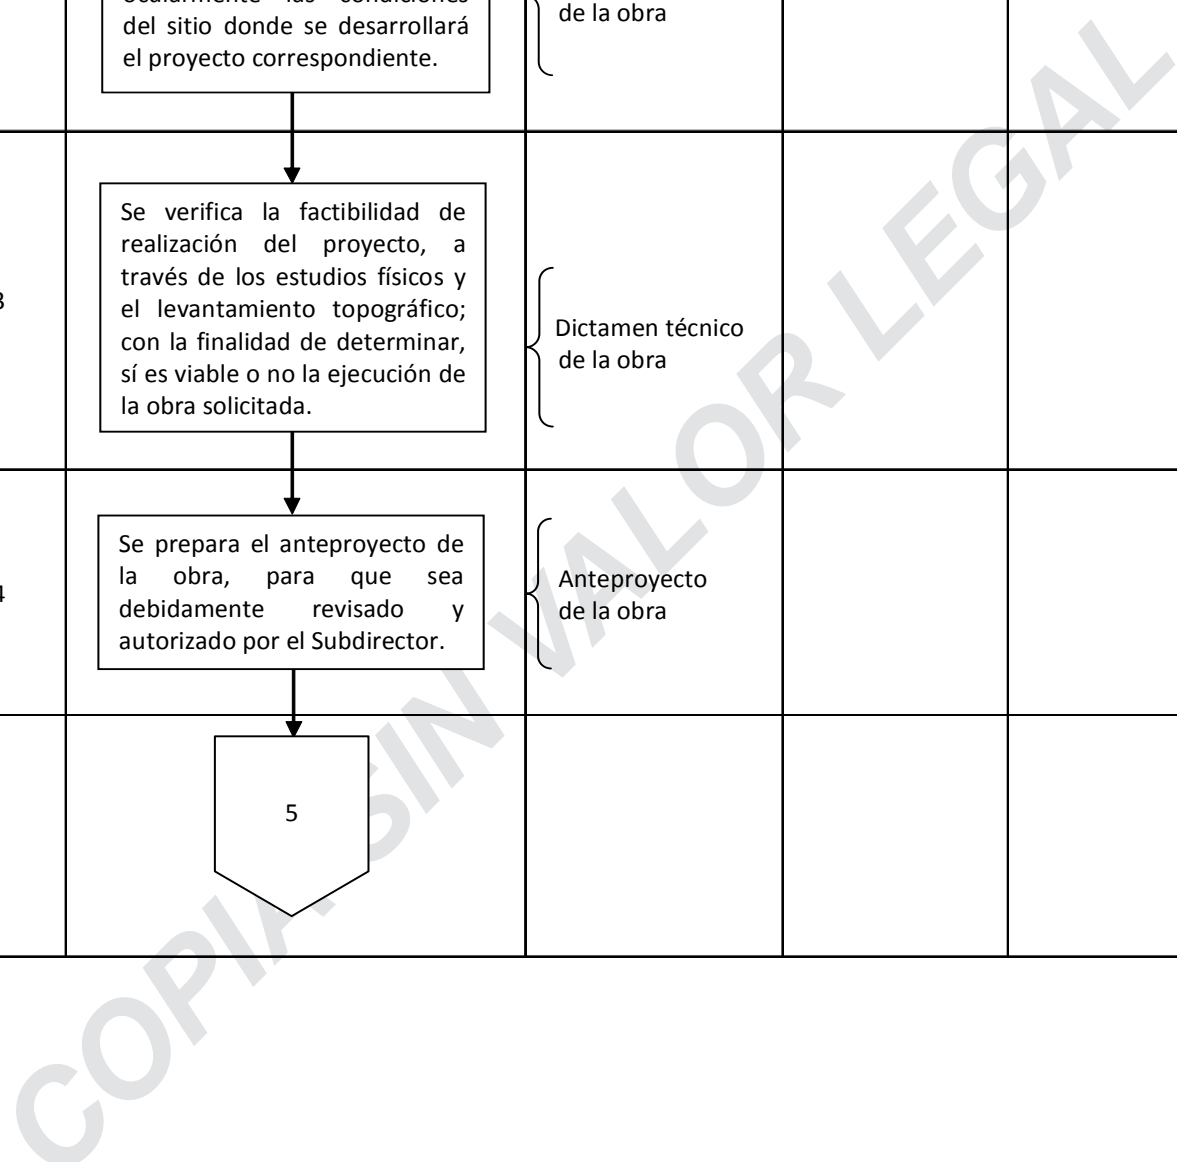 ocularmente las condiciones
del sitio donde se desarrollará
el proyecto correspondiente.
de la obra
3
Se verifica la factibilidad de
realización del proyecto, a
través de los estudios físicos y
el levantamiento topográfico;
con la finalidad de determinar,
sí es viable o no la ejecución de
la obra solicitada.
Dictamen técnico
de la obra
4
Se prepara el anteproyecto de
la obra, para que sea
debidamente revisado y
autorizado por el Subdirector.
Anteproyecto
de la obra
5
COPIA SIN VALOR LEGAL